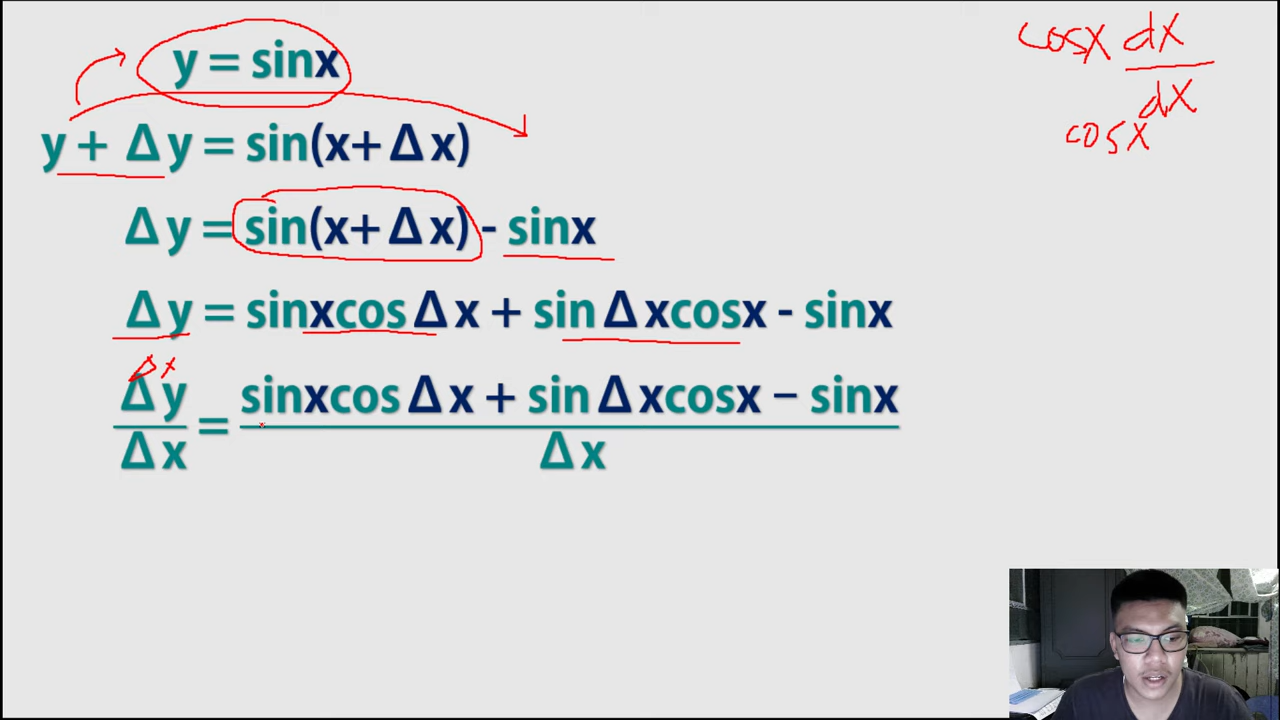 y = sinx
cosx dx
dx
cosx
y + Δy = sin(x+Δx)
Δy = sin(x+Δx) - sinx
Δy = sinxcosΔx + sinΔxcosx - sinx
Δx
Δy = sinxcosΔx + sinΔxcosx − sinx
Δx Δx